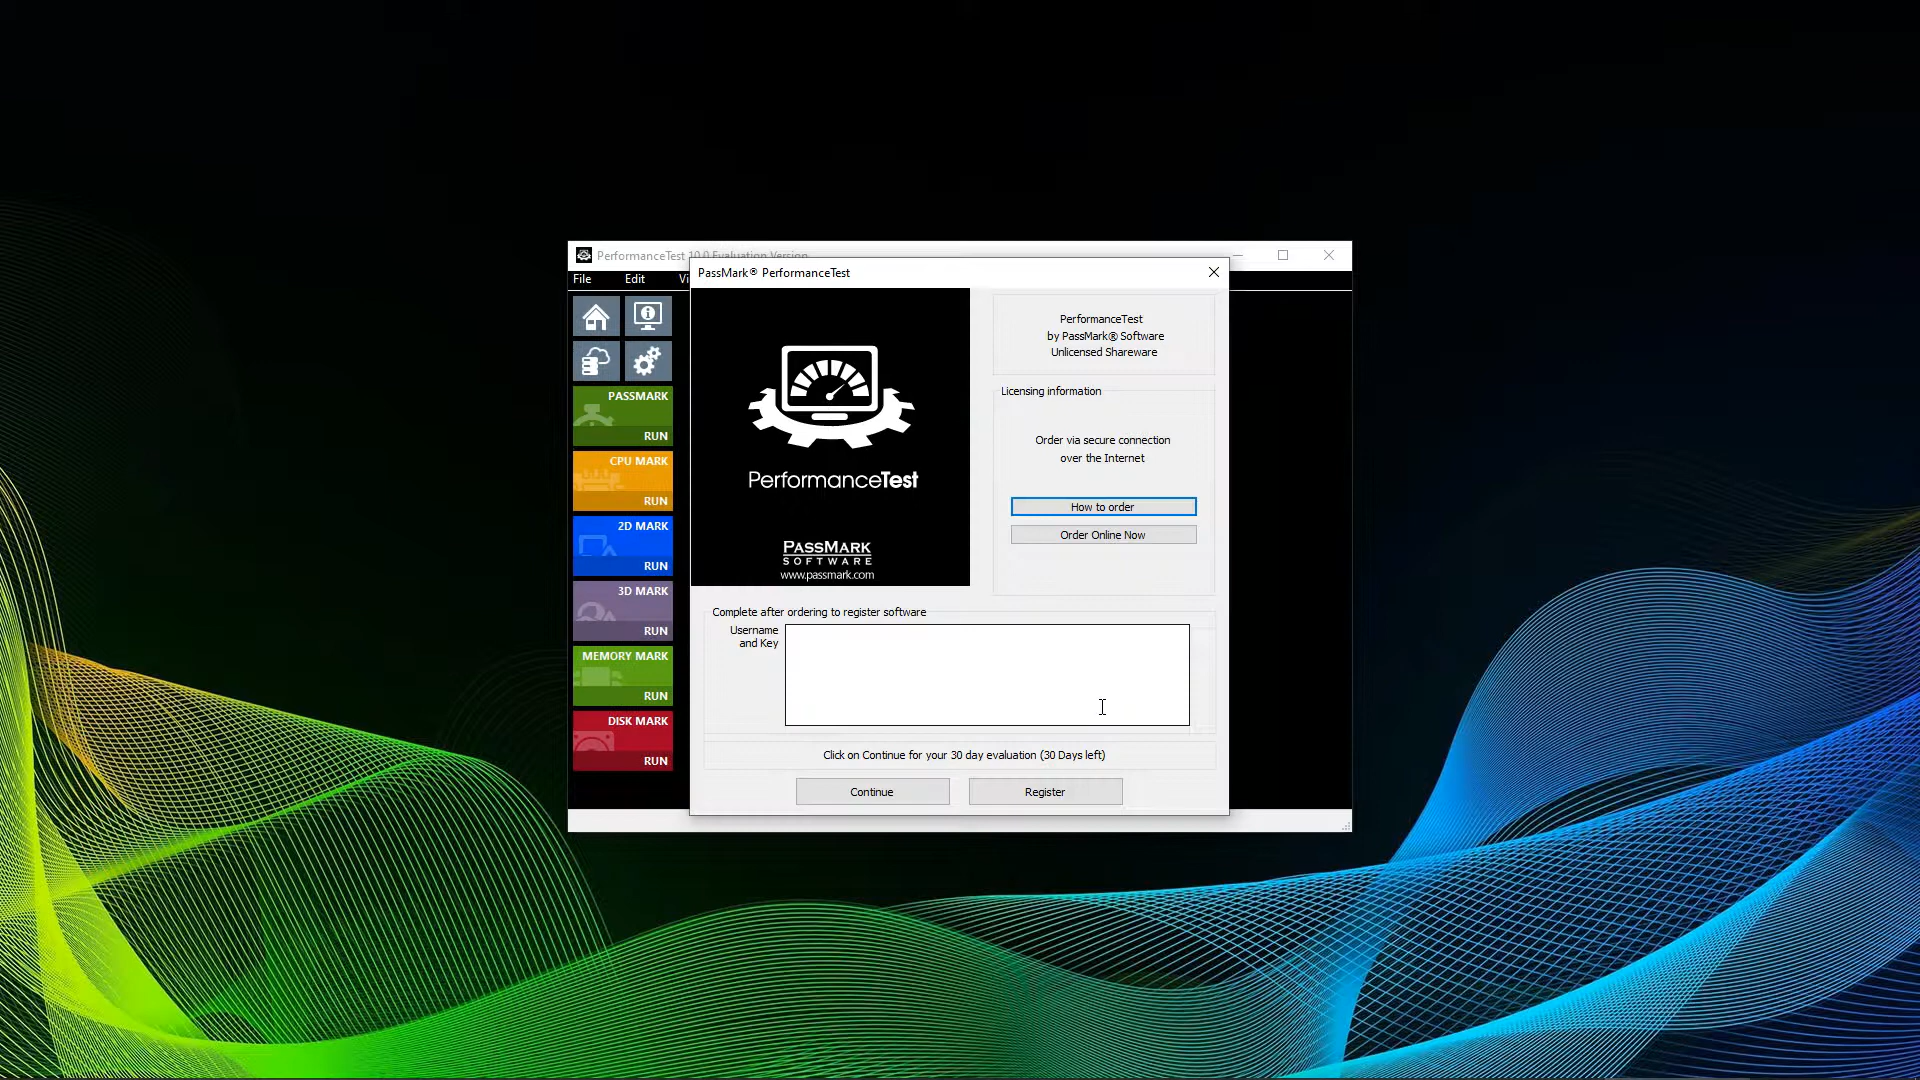 PerformanceTest 10.0 Evaluation Version
File Edit Vi
PASSMARK
RUN
CPU MARK
RUN
2D MARK
RUN
3D MARK
RUN
MEMORY MARK
RUN
DISK MARK
RUN
PassMark® PerformanceTest
PerformanceTest
PASSMARK
SOFTWARE
www.passmark.com
PerformanceTest
by PassMark® Software
Unlicensed Shareware
Licensing information
Order via secure connection
over the Internet
How to order
Order Online Now
Complete after ordering to register software
Username
and Key
Click on Continue for your 30 day evaluation (30 Days left)
Continue
Register